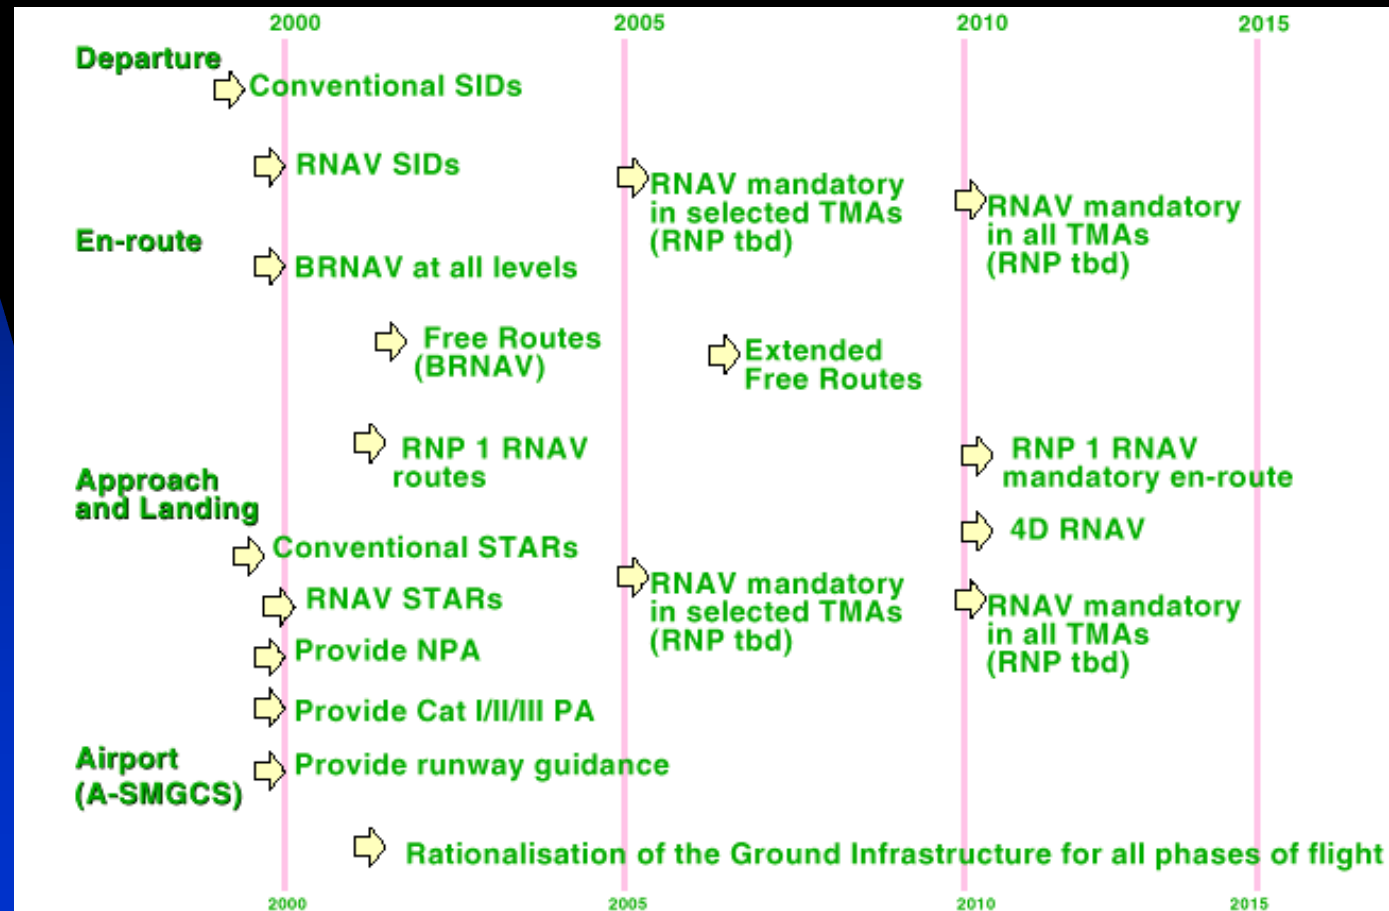 2000 2005 2010 2015
Departure
Conventional SIDs
RNAV SIDs
RNAV mandatory
in selected TMAs
(RNP tbd)
RNAV mandatory
in all TMAs
(RNP tbd)
En-route
BRNAV at all levels
Free Routes
(BRNAV)
Extended
Free Routes
RNP 1 RNAV
routes
RNP 1 RNAV
mandatory en-route
4D RNAV
Approach
and Landing
Conventional STARs
RNAV STARs
RNAV mandatory
in selected TMAs
(RNP tbd)
RNAV mandatory
in all TMAs
(RNP tbd)
Provide NPA
Provide Cat I/II/III PA
Airport
(A-SMGCS)
Provide runway guidance
Rationalisation of the Ground Infrastructure for all phases of flight
2000 2005 2010 2015